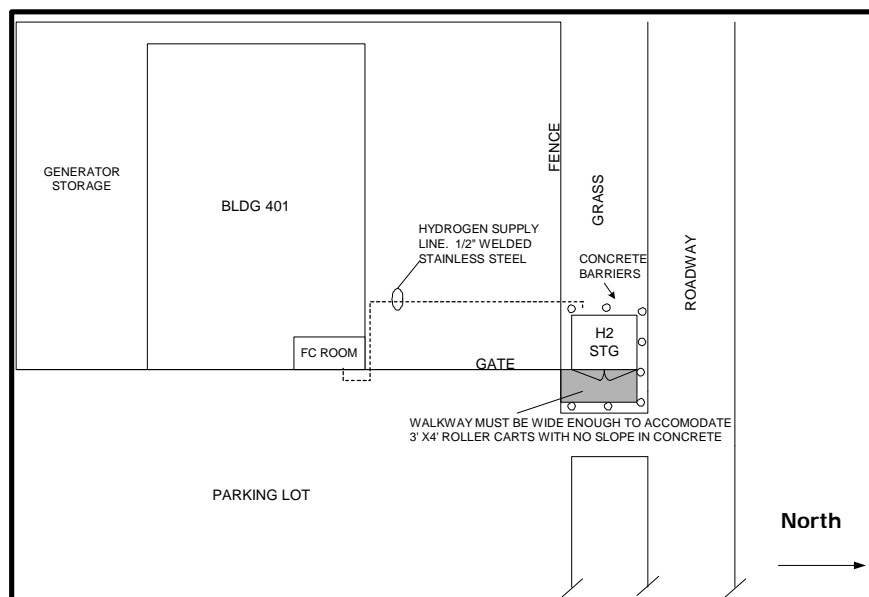 GENERATOR
STORAGE
BLDG 401
FENCE
GRASS
HYDROGEN SUPPLY
LINE.  1/2" WELDED
STAINLESS STEEL
CONCRETE
BARRIERS
ROADWAY
H2
STG
FC ROOM
GATE
WALKWAY MUST BE WIDE ENOUGH TO ACCOMODATE
3' X4' ROLLER CARTS WITH NO SLOPE IN CONCRETE
PARKING LOT
North